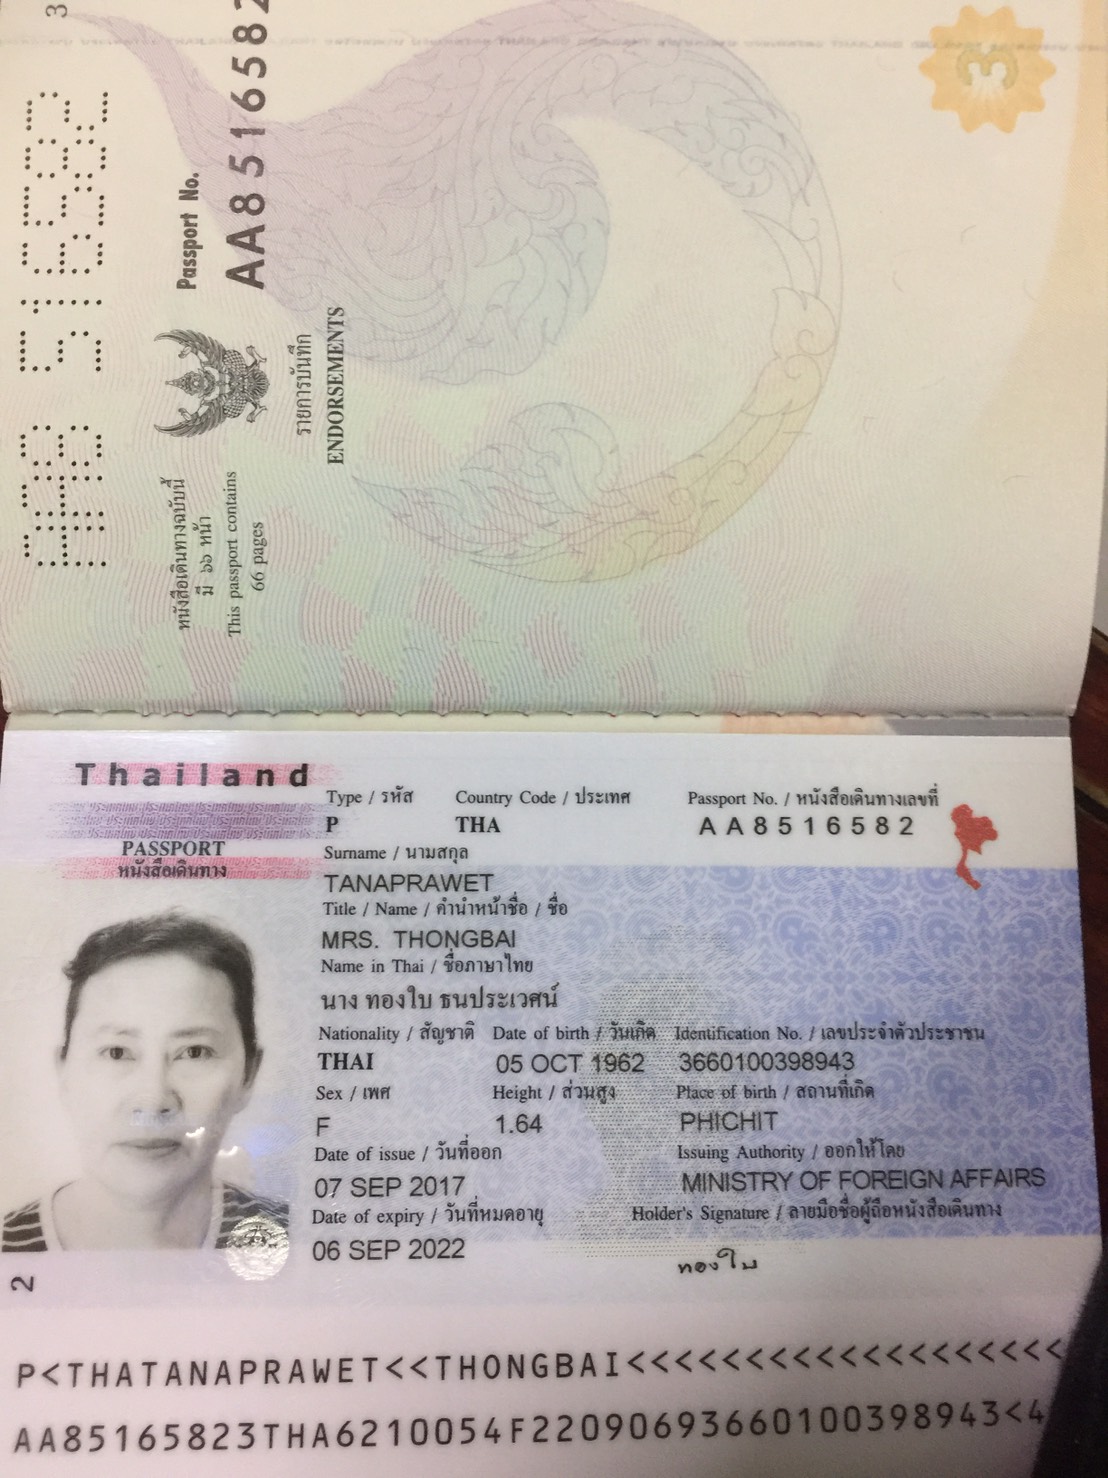 3
AA8516582
Passport No.
AA8516582
รายการบันทึก
ENDORSEMENTS
หนังสือเดินทางฉบับนี้
มี ๖๖ หน้า
This passport contains
66 pages
3
Thailand
PASSPORT
หนังสือเดินทาง
Type / รหัส Country Code / ประเทศ Passport No. / หนังสือเดินทางเลขที่
P THA AA8516582
Surname / นามสกุล
TANAPRAWET
Title / Name / คำนำหน้าชื่อ / ชื่อ
MRS. THONGBAI
Name in Thai / ชื่อภาษาไทย
นาง ทองใบ ธนประเวศน์
Nationality / สัญชาติ Date of birth / วันเกิด Identification No. / เลขประจำตัวประชาชน
THAI 05 OCT 1962 3660100398943
Sex / เพศ Height / ส่วนสูง Place of birth / สถานที่เกิด
F 1.64 PHICHIT
Date of issue / วันที่ออก Issuing Authority / ออกให้โดย
07 SEP 2017 MINISTRY OF FOREIGN AFFAIRS
Date of expiry / วันที่หมดอายุ Holder's Signature / ลายมือชื่อผู้ถือหนังสือเดินทาง
06 SEP 2022 ทองใบ
2
P<THATANAPRAWET<<THONGBAI<<<<<<<<<<<<<<<<<<<
AA85165823THA6210054F22090693660100398943<4